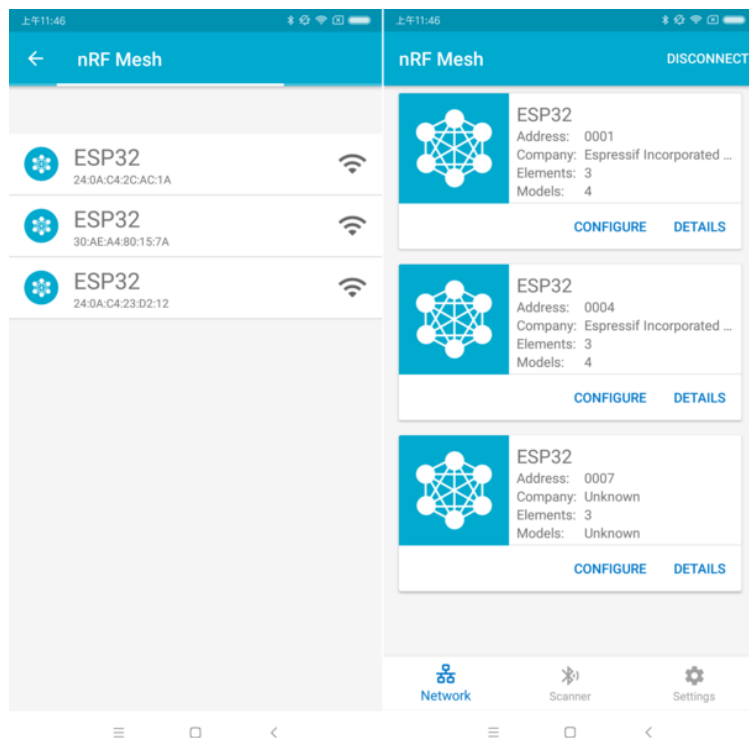 上午11:46
nRF Mesh
ESP32
24:0A:C4:2C:AC:1A
ESP32
30:AE:A4:80:15:7A
ESP32
24:0A:C4:23:D2:12
上午11:46
nRF Mesh DISCONNECT
ESP32
Address: 0001
Company: Espressif Incorporated ...
Elements: 3
Models: 4
CONFIGURE DETAILS
ESP32
Address: 0004
Company: Espressif Incorporated ...
Elements: 3
Models: 4
CONFIGURE DETAILS
ESP32
Address: 0007
Company: Unknown
Elements: 3
Models: Unknown
CONFIGURE DETAILS
Network Scanner Settings